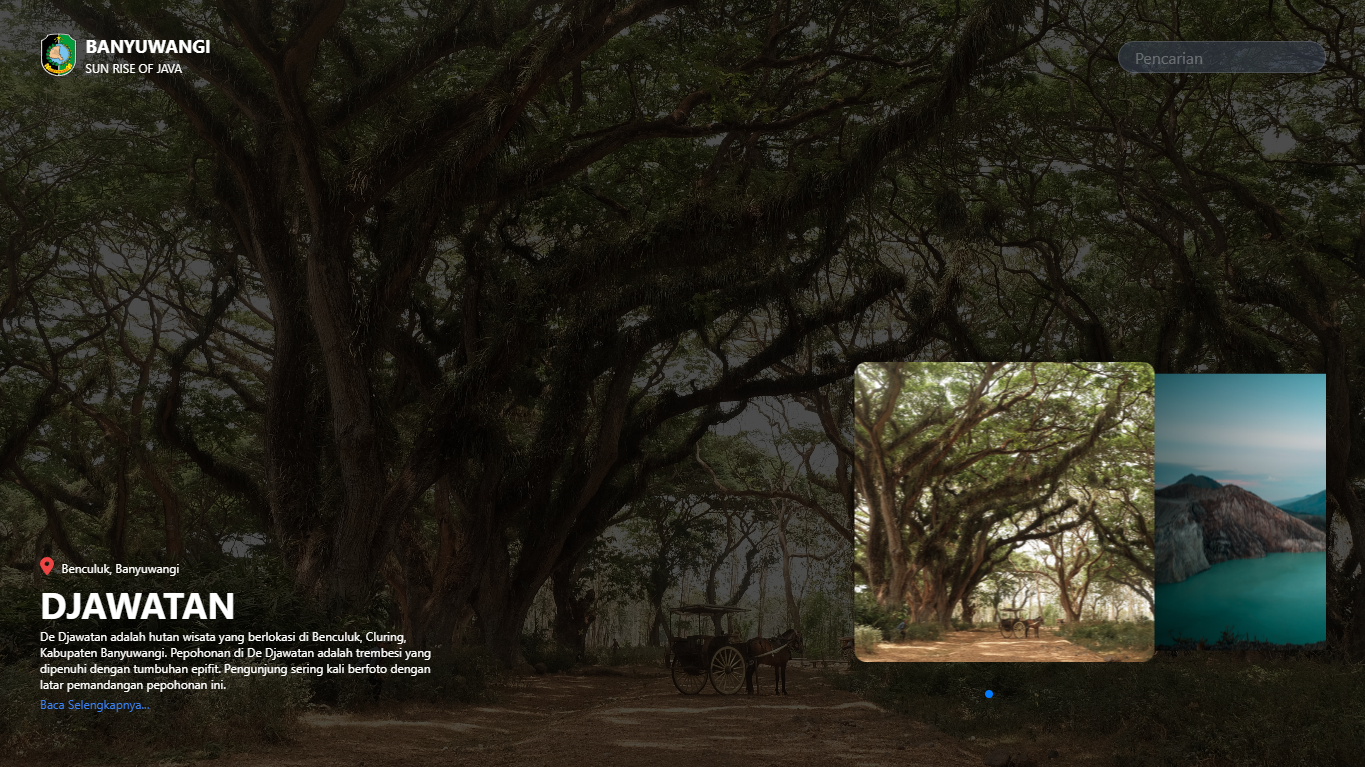 BANYUWANGI
SUN RISE OF JAVA
Pencarian
Benculuk, Banyuwangi
DJAWATAN
De Djawatan adalah hutan wisata yang berlokasi di Benculuk, Cluring,
Kabupaten Banyuwangi. Pepohonan di De Djawatan adalah trembesi yang
dipenuhi dengan tumbuhan epifit. Pengunjung sering kali berfoto dengan
latar pemandangan pepohonan ini.
Baca Selengkapnya...